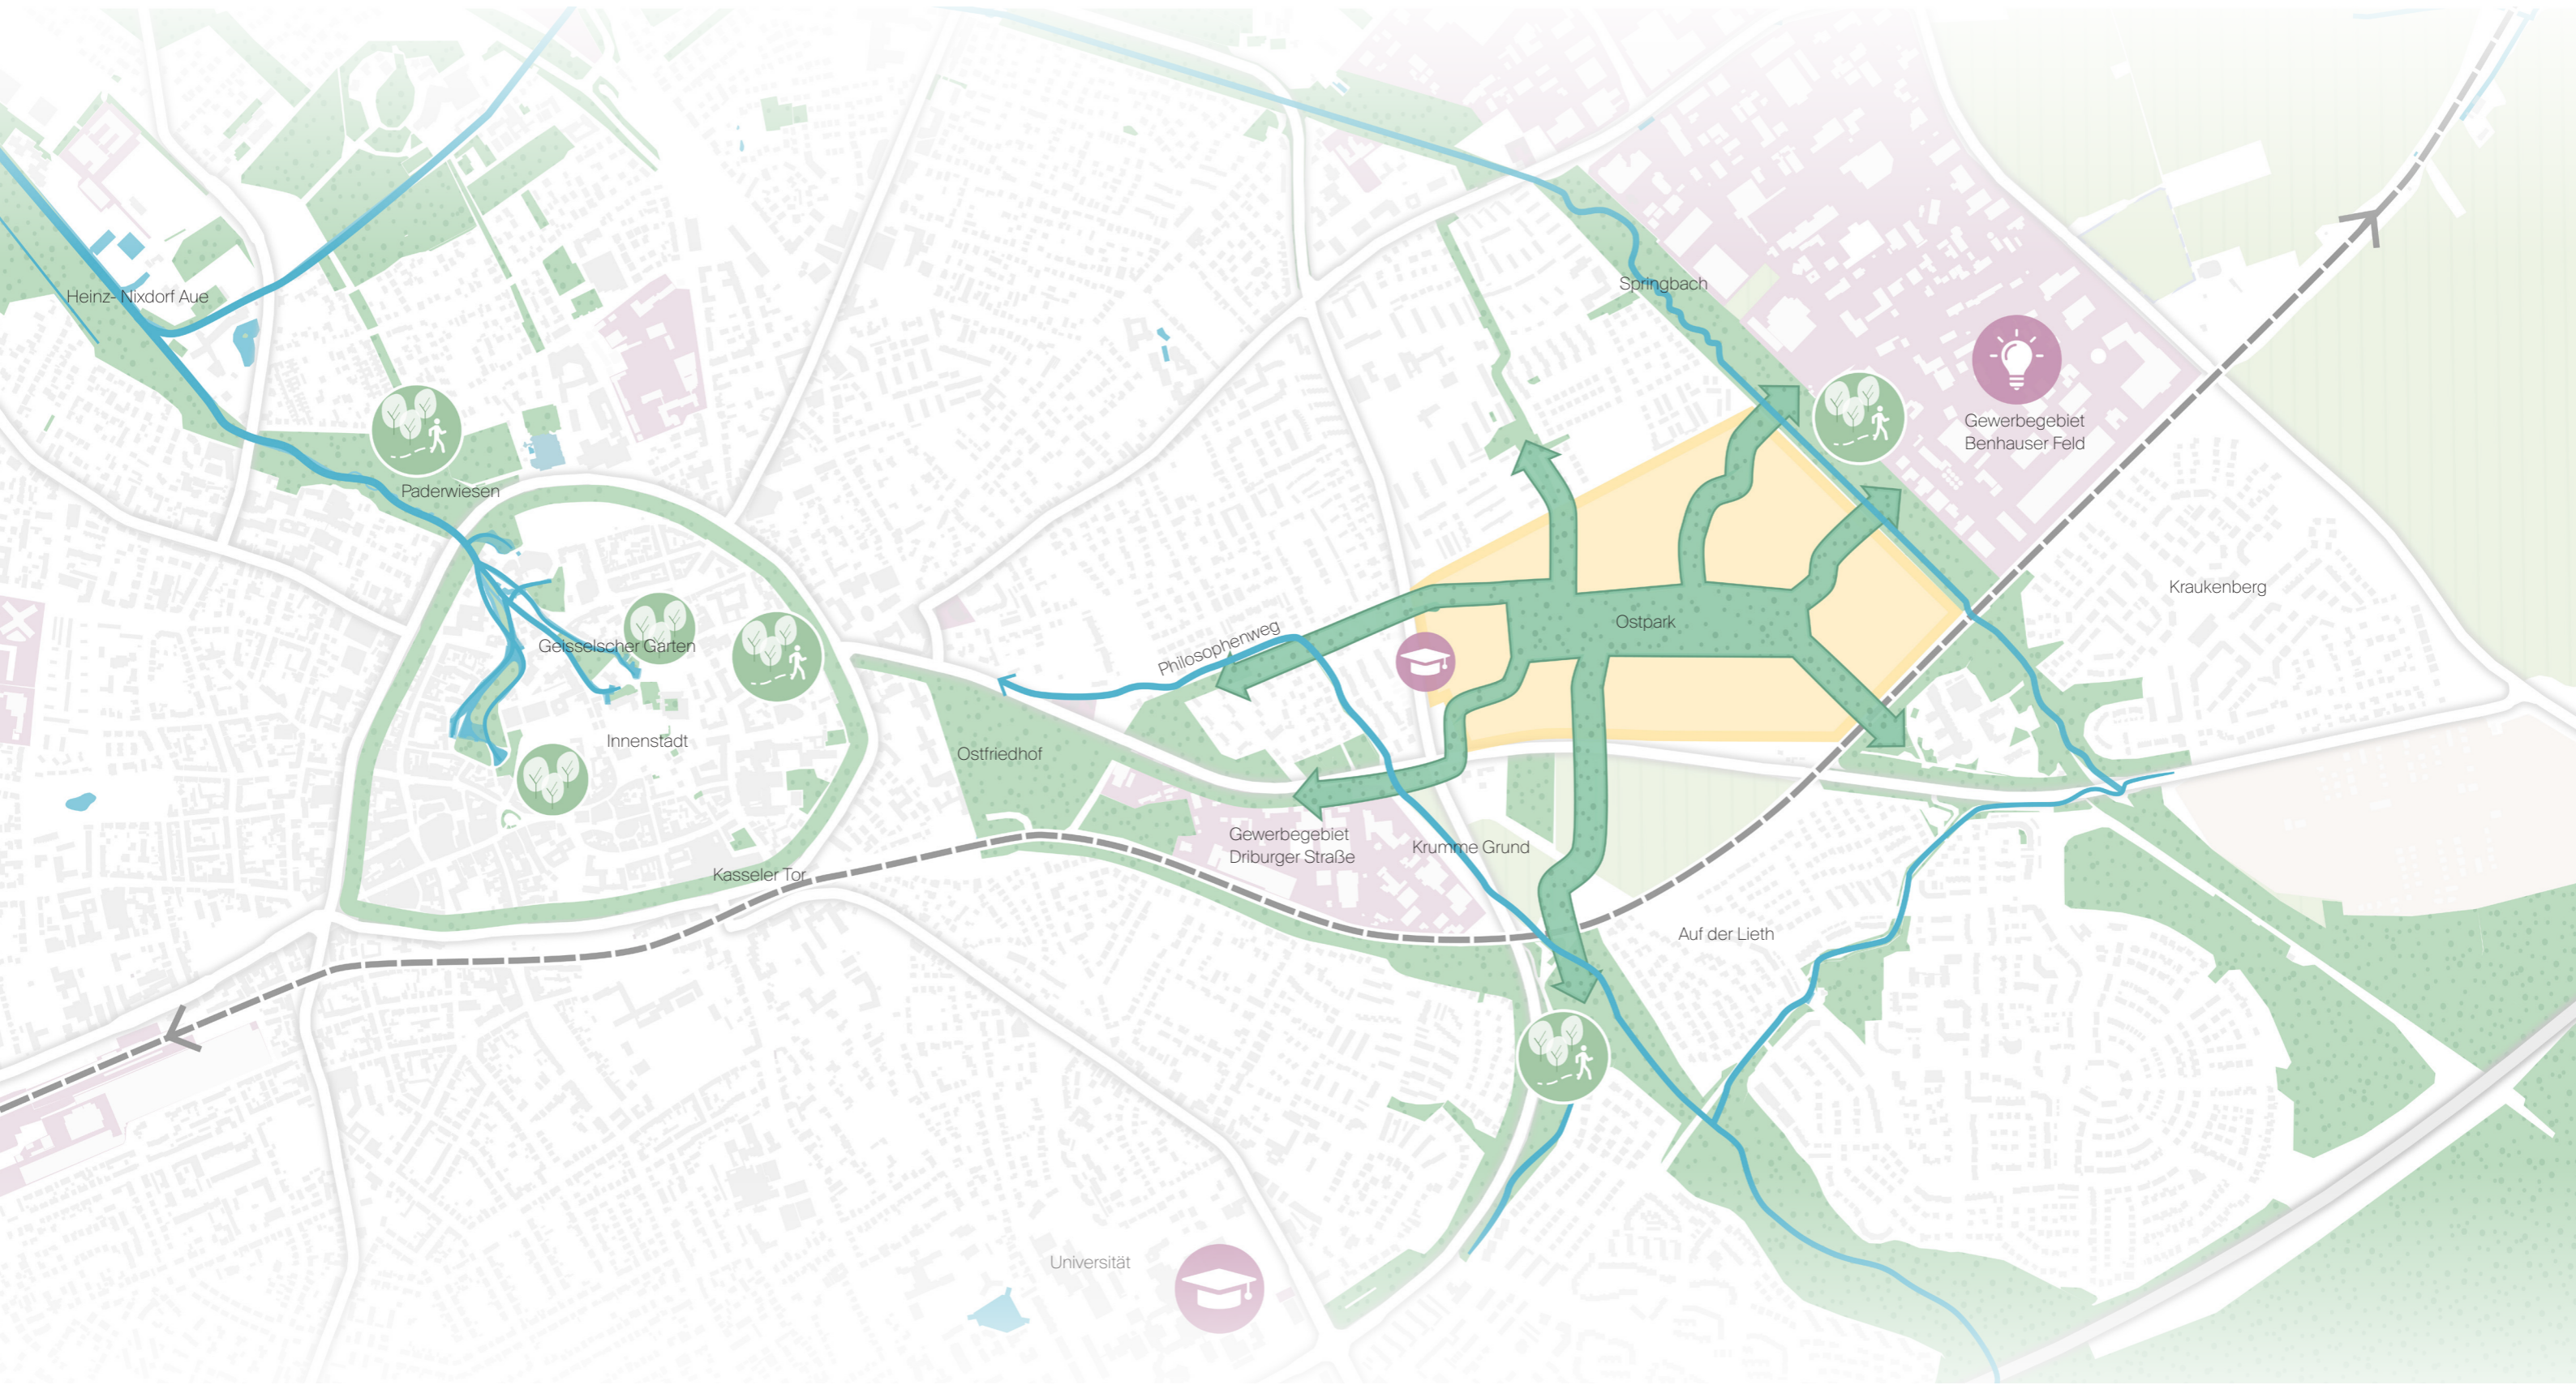 Springbach
Heinz- Nixdorf Aue
Gewerbegebiet
Benhauser Feld
Paderwiesen
Kraukenberg
Philosophenweg
Ostpark
Geisselscher Garten
Innenstadt
Ostfriedhof
Gewerbegebiet
Driburger Straße
Krumme Grund
Kasseler Tor
Auf der Lieth
Universität